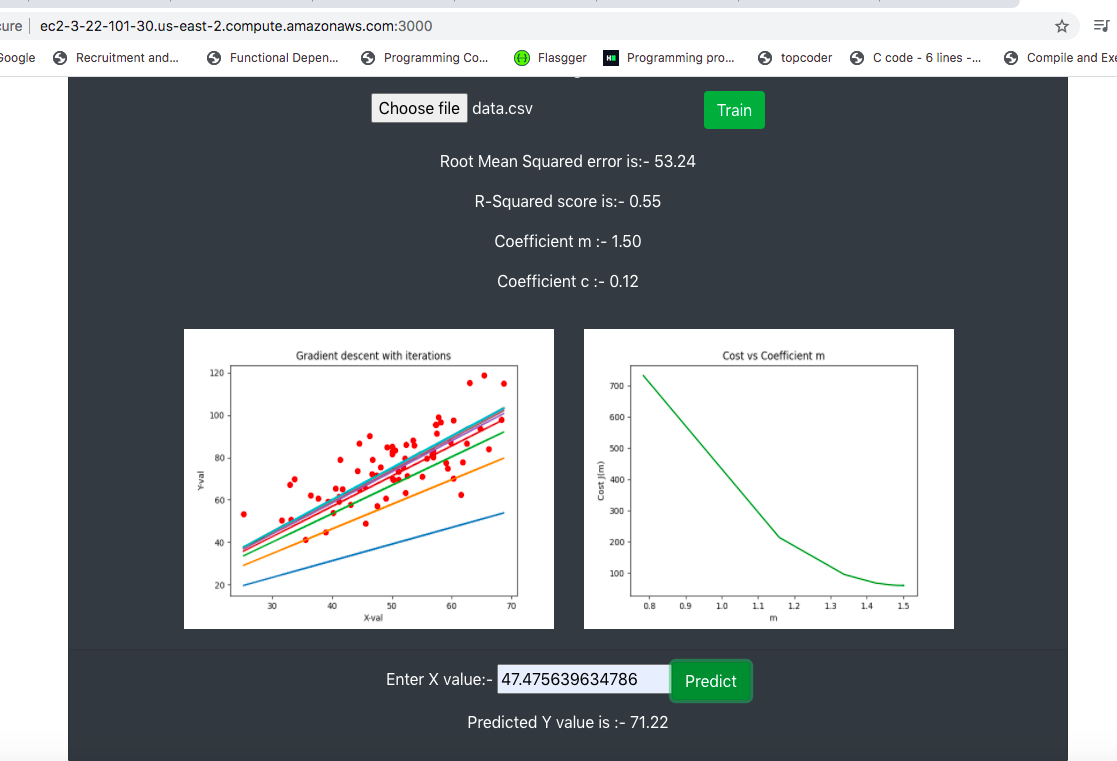 cure | ec2-3-22-101-30.us-east-2.compute.amazonaws.com:3000
Google Recruitment and... Functional Depen... Programming Co... Flasgger Programming pro... topcoder C code - 6 lines -... Compile and Exe
Choose file data.csv Train
Root Mean Squared error is:- 53.24
R-Squared score is:- 0.55
Coefficient m :- 1.50
Coefficient c :- 0.12
Gradient descent with iterations
120
100
80
60
40
20
Y-val
30 40 50 60 70
X-val
Cost vs Coefficient m
700
600
500
400
300
200
100
Cost J(m)
0.8 0.9 1.0 1.1 1.2 1.3 1.4 1.5
m
Enter X value:- 47.475639634786 Predict
Predicted Y value is :- 71.22